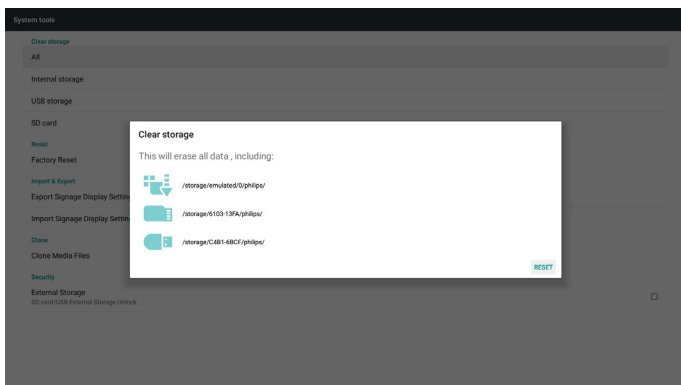 System tools
Clear storage
All
Internal storage
USB storage
SD card
Reset
Factory Reset
Import & Export
Export Signage Display Setting
Import Signage Display Settin
Clone
Clone Media Files
Security
External Storage
SD card/USB External Storage Unlock
Clear storage
This will erase all data , including:
/storage/emulated/0/philips/
/storage/6103-13FA/philips/
/storage/C4B1-6BCF/philips/
RESET